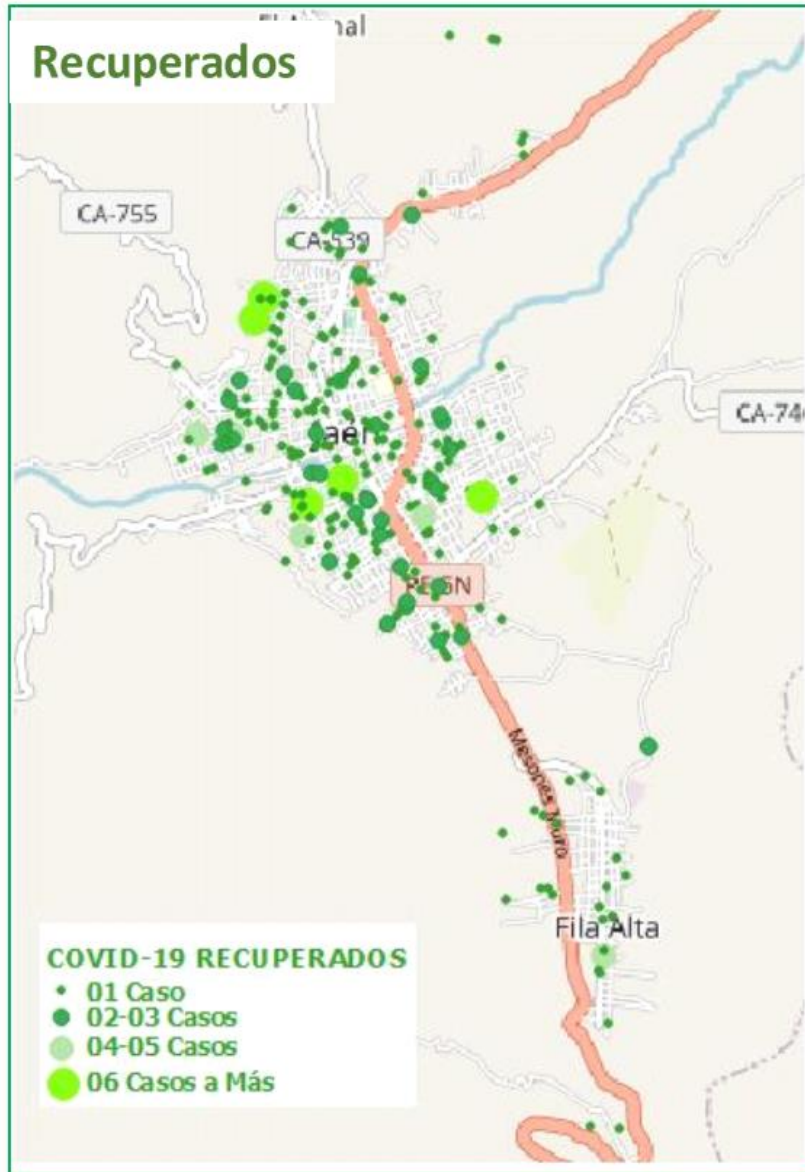 Recuperados
CA-755
CA-539
Jaén
CA-74
PE-5N
Mesones Muro
Fila Alta
COVID-19 RECUPERADOS
01 Caso
02-03 Casos
04-05 Casos
06 Casos a Más